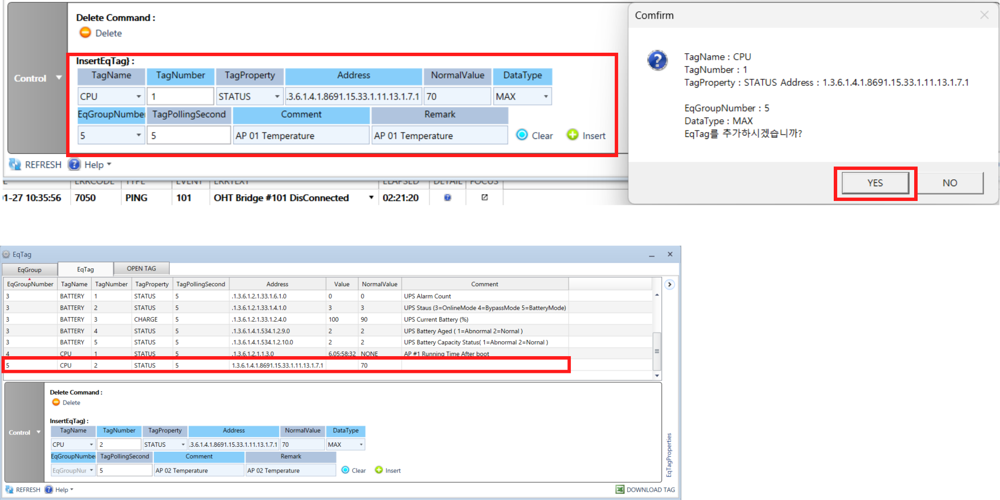 Delete Command :
Delete
InsertEqTag} :
TagName TagNumber TagProperty Address NormalValue DataType
CPU 1 STATUS .3.6.1.4.1.8691.15.33.1.11.13.1.7.1 70 MAX
EqGroupNumbe TagPollingSecond Comment Remark
5 5 AP 01 Temperature AP 01 Temperature Clear Insert
Control
REFRESH Help
ERRCODE TYPE EVENT ERRTEXT ELAPSED DETAIL FOCUS
1-27 10:35:56 7050 PING 101 OHT Bridge #101 DisConnected 02:21:20
Comfirm
TagName : CPU
TagNumber : 1
TagProperty : STATUS Address : 1.3.6.1.4.1.8691.15.33.1.11.13.1.7.1
EqGroupNumber : 5
DataType : MAX
EqTag를 추가하시겠습니까?
YES NO
EqTag
EqGroup EqTag OPEN TAG
EqGroupNumber TagName TagNumber TagProperty TagPollingSecond Address Value NormalValue Comment
3 BATTERY 1 STATUS 5 .1.3.6.1.2.1.33.1.6.1.0 0 0 UPS Alarm Count
3 BATTERY 2 STATUS 5 .1.3.6.1.2.1.33.1.4.1.0 3 3 UPS Staus (3=OnlineMode 4=BypassMode 5=BatteryMode)
3 BATTERY 3 CHARGE 5 .1.3.6.1.2.1.33.1.2.4.0 100 90 UPS Current Battery (%)
3 BATTERY 4 STATUS 5 .1.3.6.1.4.1.534.1.2.9.0 2 2 UPS Battery Aged ( 1=Abnormal 2=Nornal )
3 BATTERY 5 STATUS 5 .1.3.6.1.4.1.534.1.2.10.0 2 2 UPS Battery Capacity Status( 1=Abnormal 2=Nornal )
4 CPU 1 STATUS 5 .1.3.6.1.2.1.1.3.0 6.05:58:32 NONE AP #1 Running Time After boot
5 CPU 2 STATUS 5 1.3.6.1.4.1.8691.15.33.1.11.13.1.7.1 70
Delete Command :
Delete
InsertEqTag} :
TagName TagNumber TagProperty Address NormalValue DataType
CPU 2 STATUS .3.6.1.4.1.8691.15.33.1.11.13.1.7.1 70 MAX
EqGroupNumbe TagPollingSecond Comment Remark
EqGroupNur 5 AP 02 Temperature AP 02 Temperature Clear Insert
Control
EqTagProperties
REFRESH Help DOWNLOAD TAG